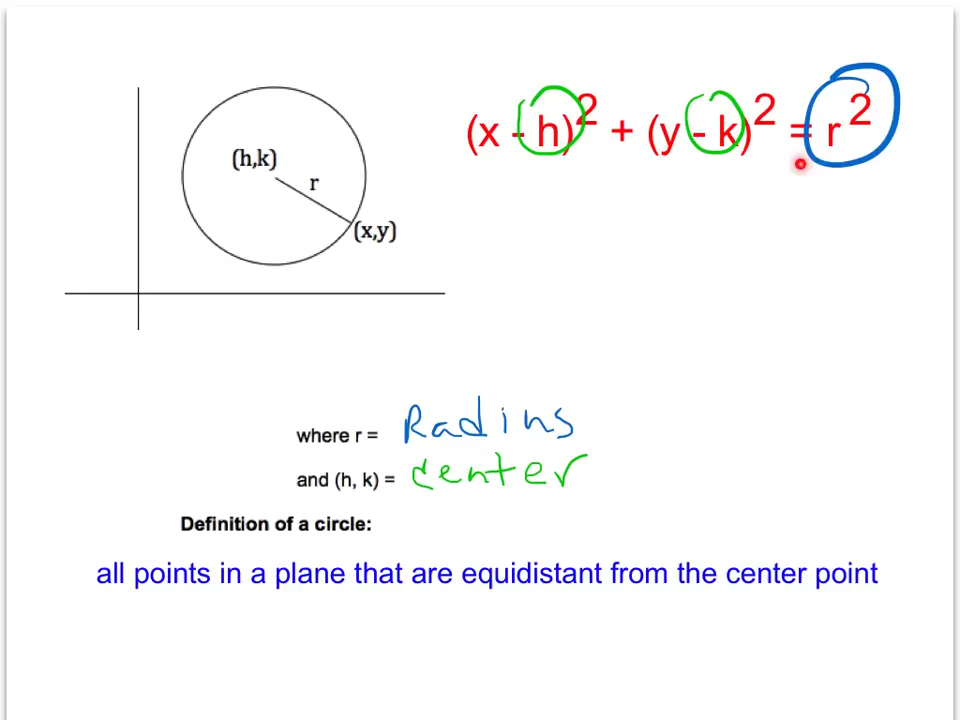 (x - h)² + (y - k)² = r²
(h,k)
r
(x,y)
where r = Radius
and (h, k) = center
Definition of a circle:
all points in a plane that are equidistant from the center point